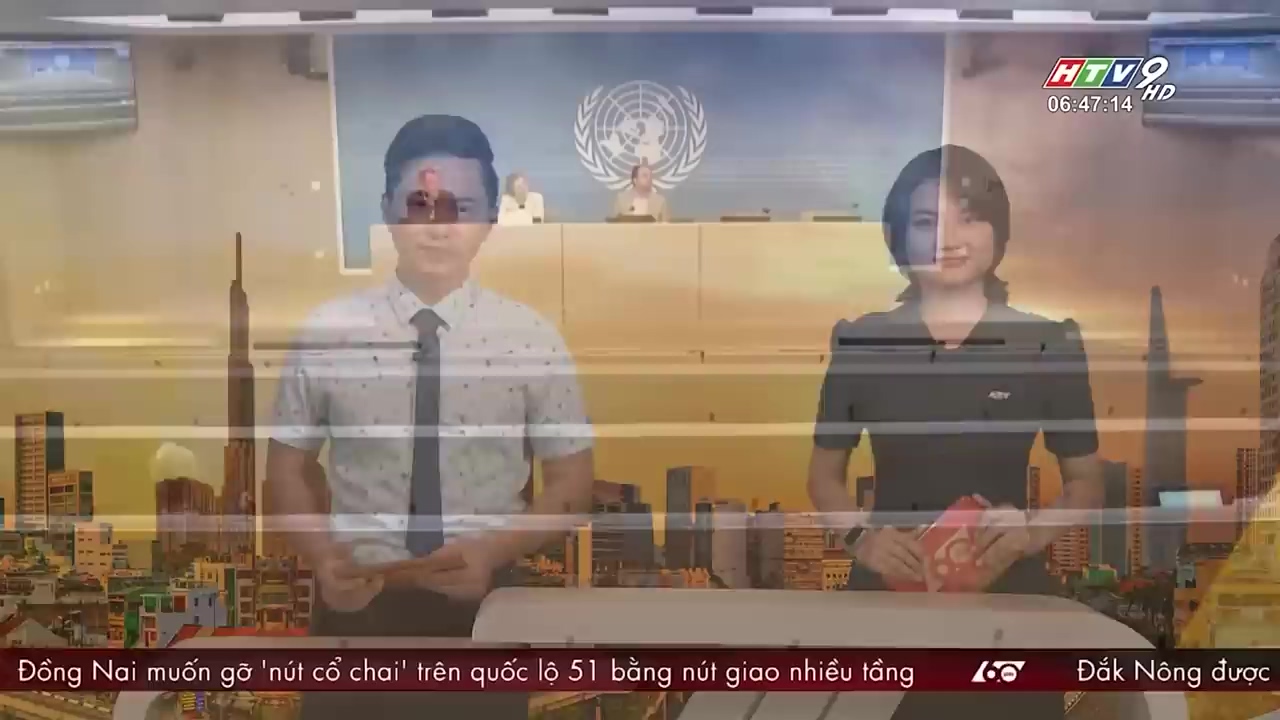 HTV9
HD
06:47:14
HTV
Đồng Nai muốn gỡ 'nút cổ chai' trên quốc lộ 51 bằng nút giao nhiều tầng
Đắk Nông được